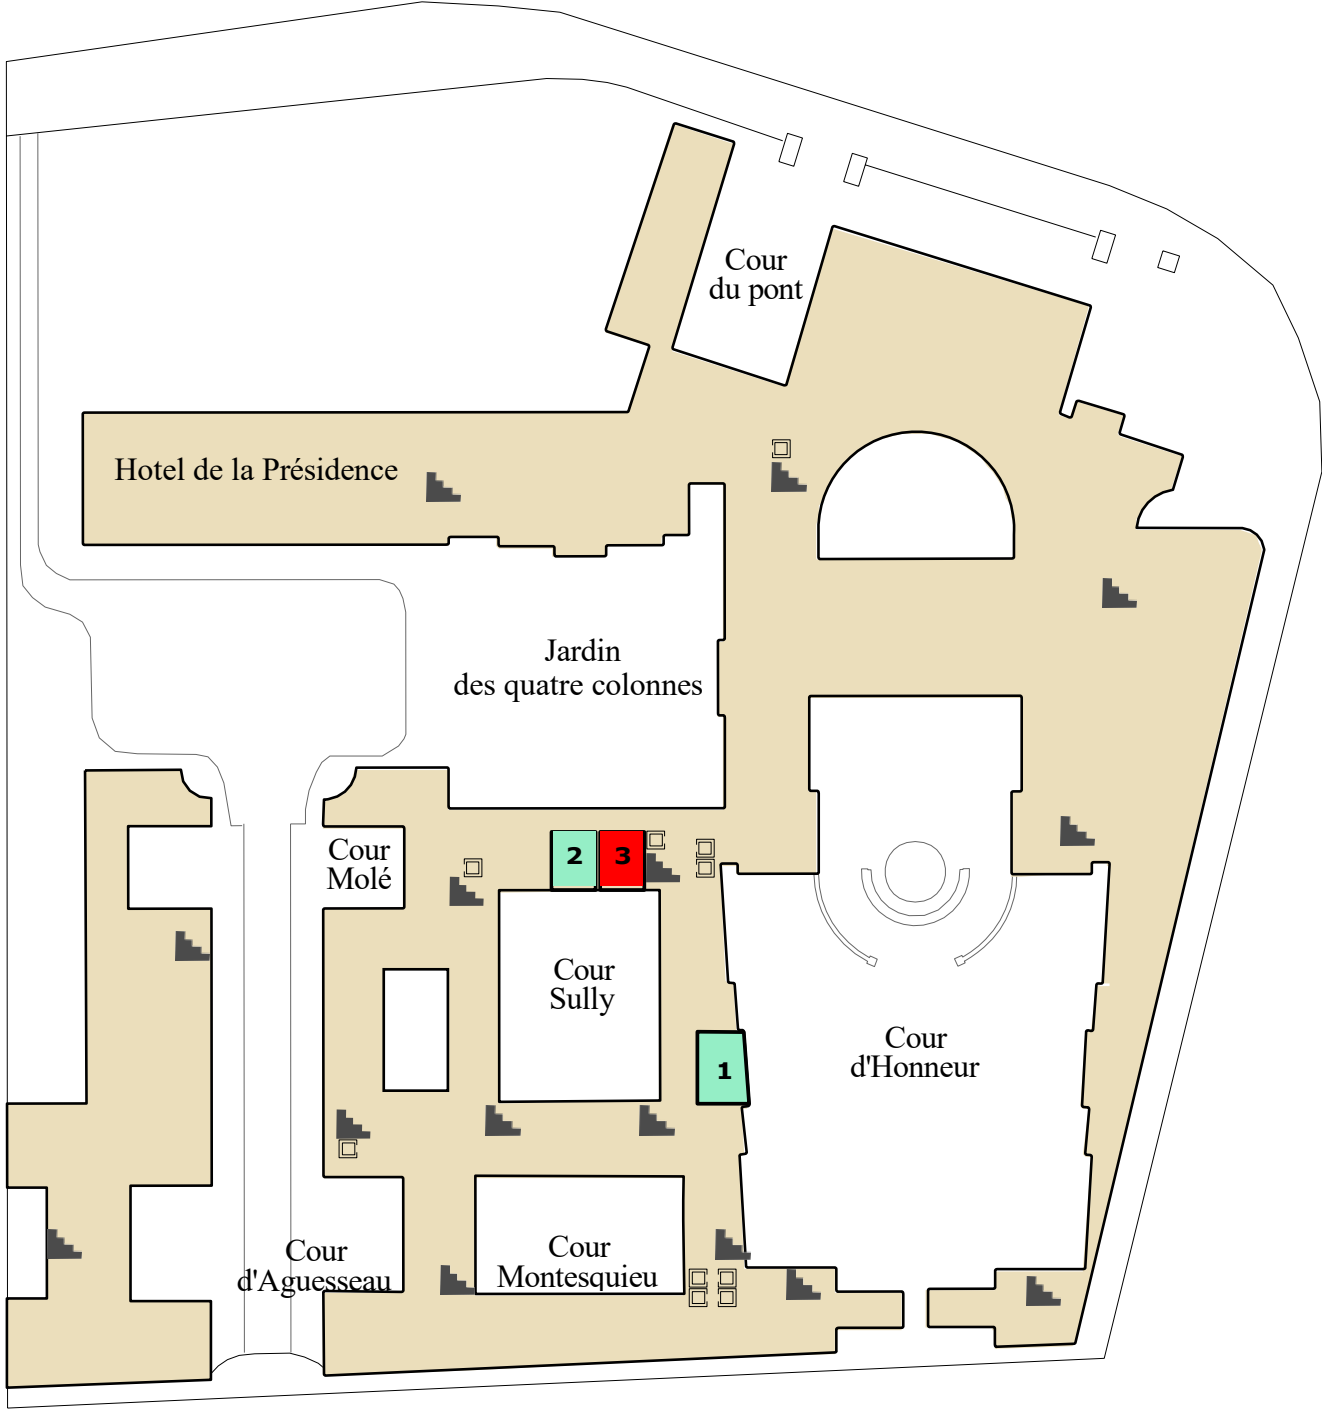 Cour
du pont
Hotel de la Présidence
Jardin
des quatre colonnes
Cour
Molé
2
3
Cour
Sully
1
Cour
d'Honneur
Cour
d'Aguesseau
Cour
Montesquieu